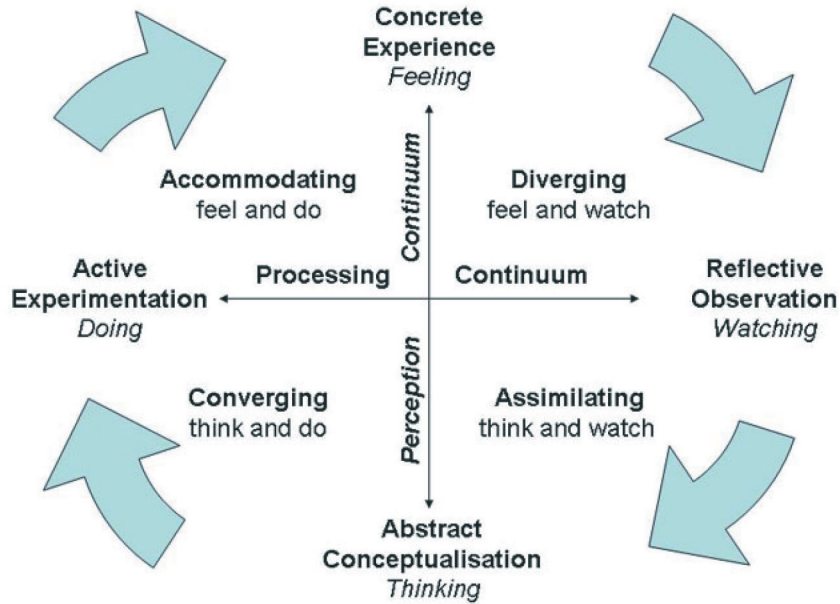 Concrete
Experience
Feeling
Continuum
Accommodating
feel and do
Diverging
feel and watch
Active
Experimentation
Doing
Processing
Continuum
Reflective
Observation
Watching
Perception
Converging
think and do
Assimilating
think and watch
Abstract
Conceptualisation
Thinking